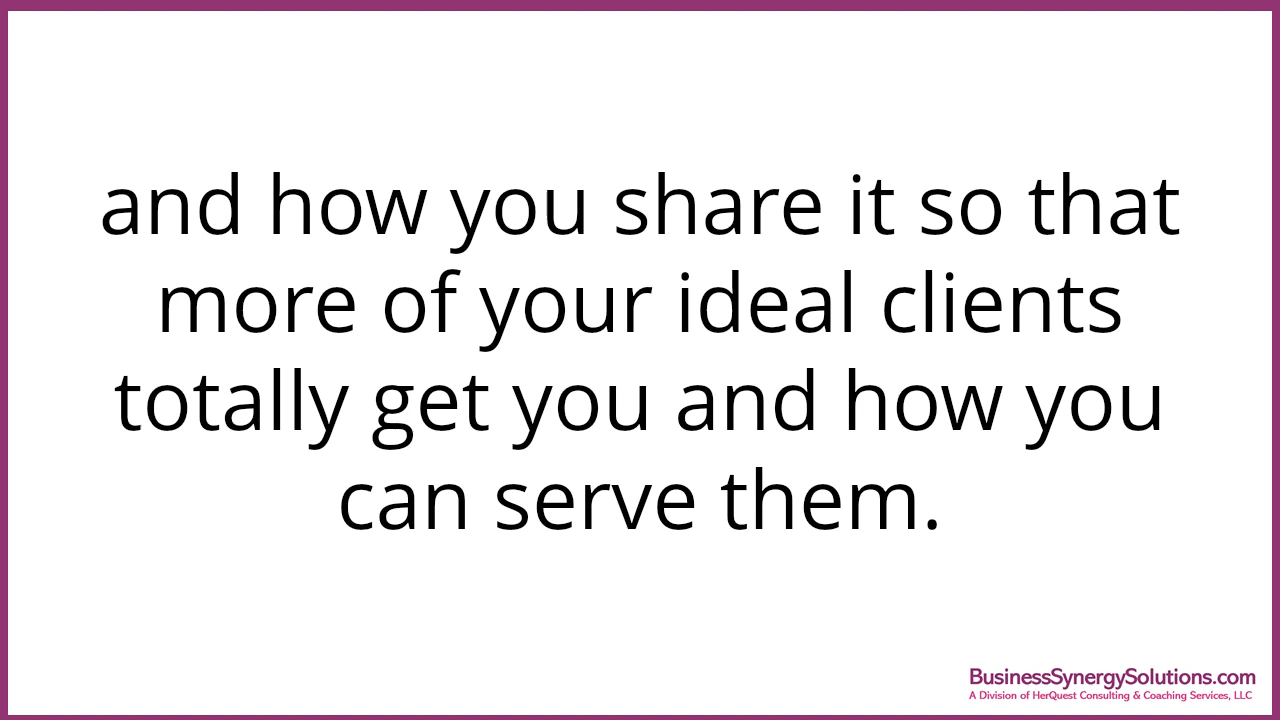 and how you share it so that
more of your ideal clients
totally get you and how you
can serve them.
BusinessSynergySolutions.com
A Division of HerQuest Consulting & Coaching Services, LLC